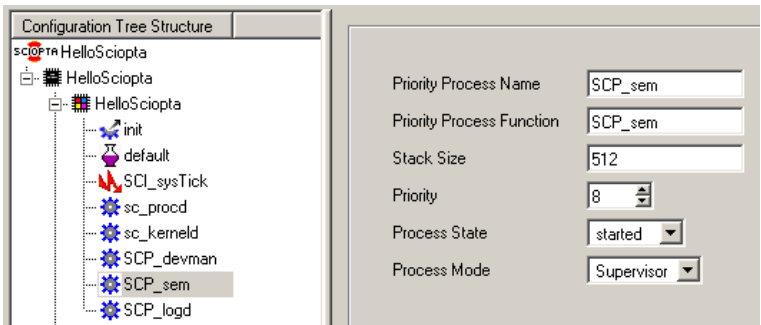 Configuration Tree Structure
SCIOPTA HelloSciopta
HelloSciopta
HelloSciopta
init
default
SCI_sysTick
sc_procd
sc_kerneld
SCP_devman
SCP_sem
SCP_logd
Priority Process Name SCP_sem
Priority Process Function SCP_sem
Stack Size 512
Priority 8
Process State started
Process Mode Supervisor